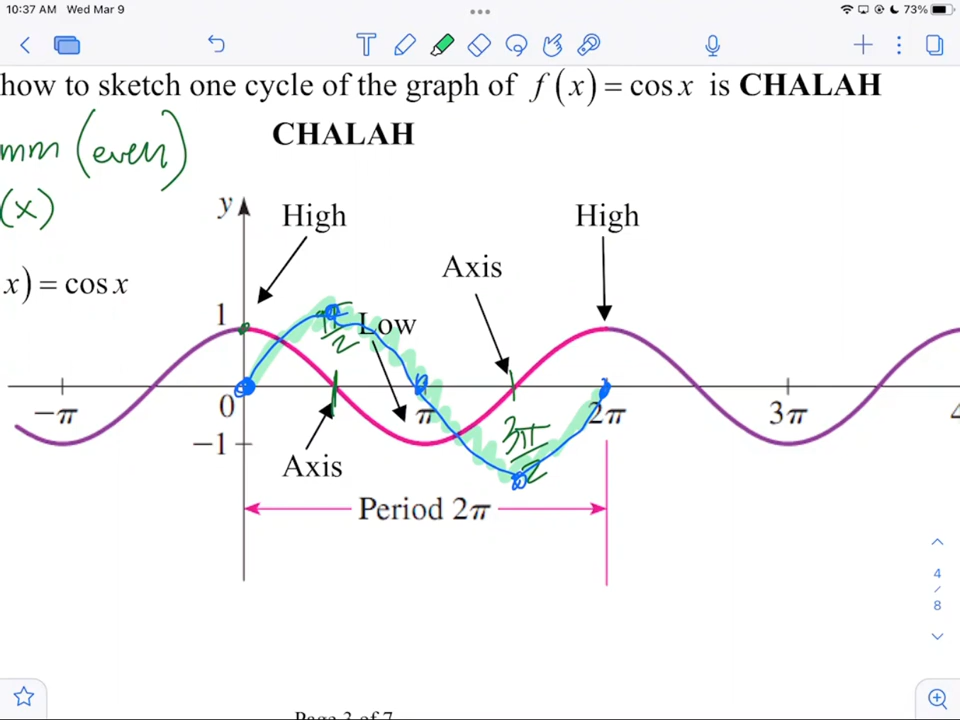 10:37 AM Wed Mar 9
73%
how to sketch one cycle of the graph of f(x) = cos x is CHALAH
CHALAH
mm (even)
(x)
x) = cos x
y
High
High
Axis
1
π/2
Low
−π
0
π
2π
3π
4
−1
3π/2
Axis
Period 2π
4
/
8
Page 3 of 7